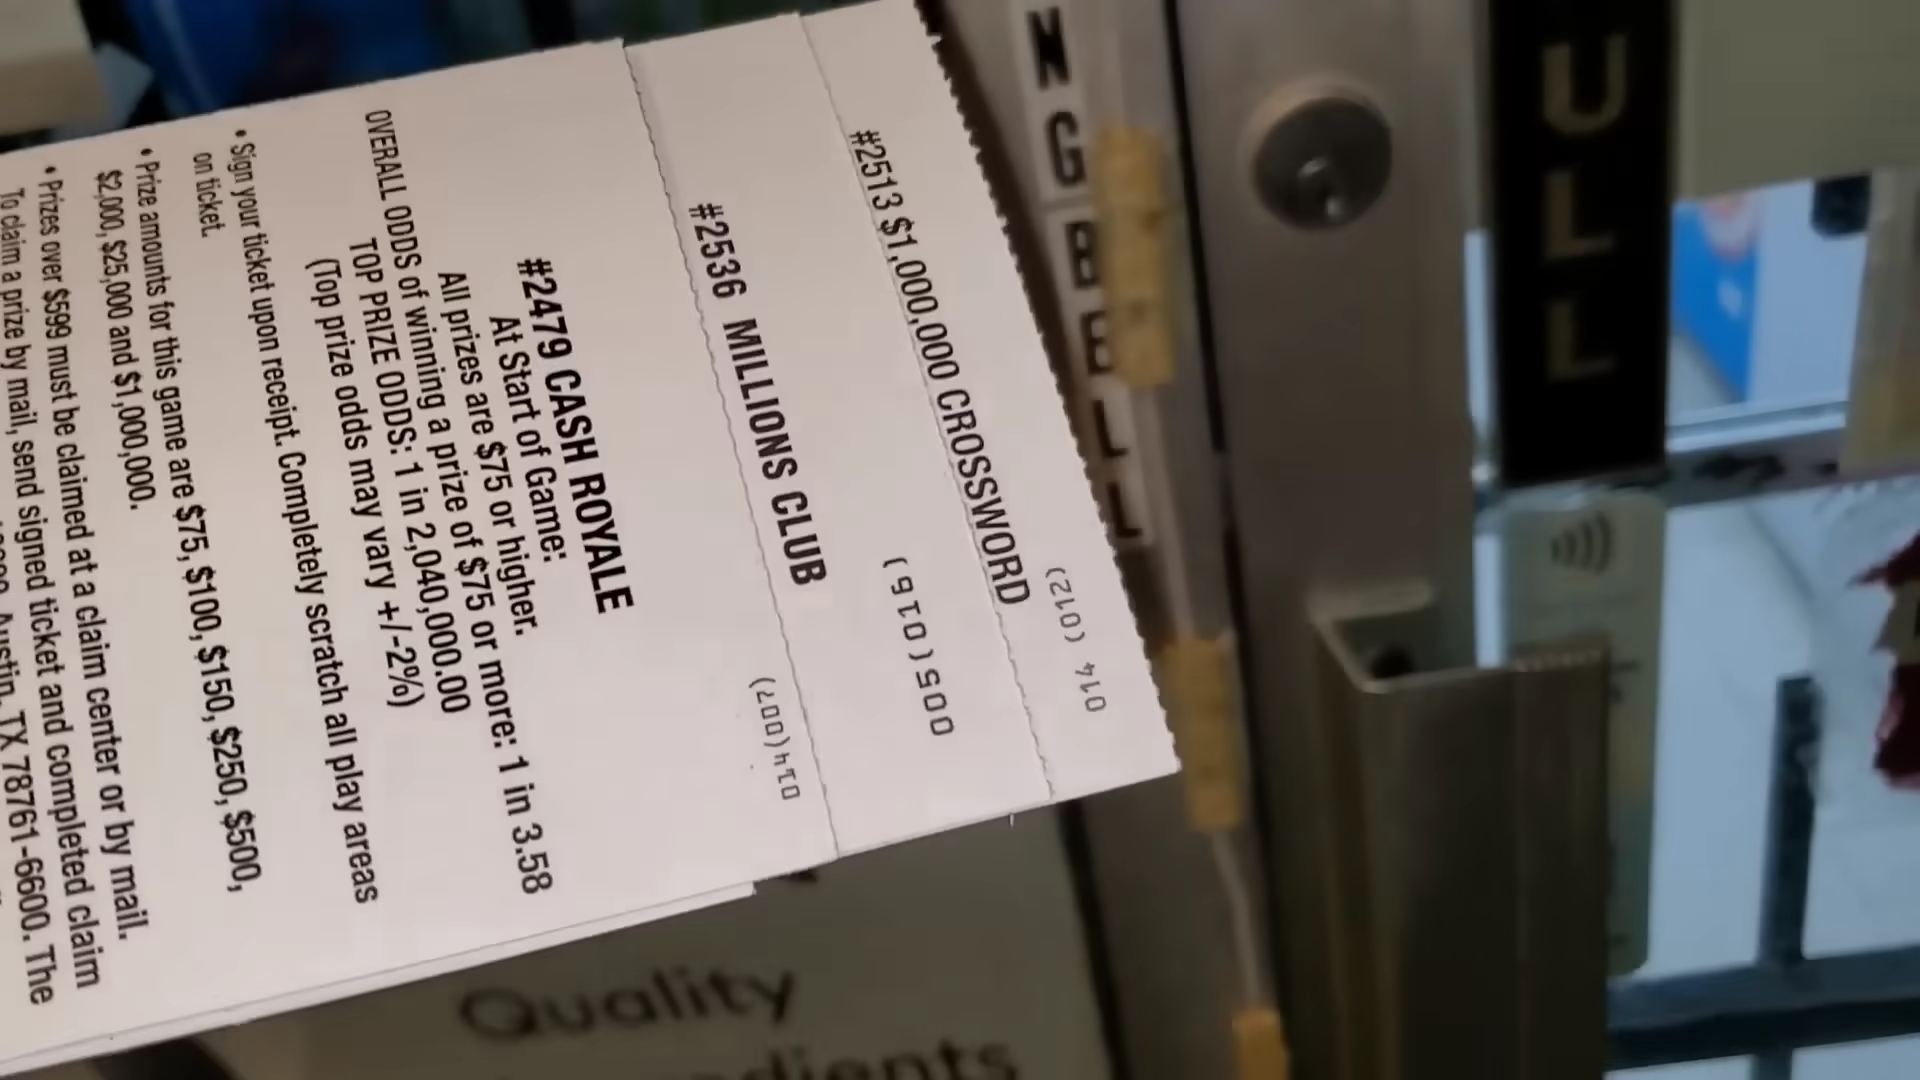 #2513 $1,000,000 CROSSWORD
014 (012)
#2536 MILLIONS CLUB
005(016)
#2479 CASH ROYALE
014(007)
At Start of Game:
All prizes are $75 or higher.
OVERALL ODDS of winning a prize of $75 or more: 1 in 3.58
TOP PRIZE ODDS: 1 in 2,040,000.00
(Top prize odds may vary +/-2%)
• Sign your ticket upon receipt. Completely scratch all play areas
on ticket.
• Prize amounts for this game are $75, $100, $150, $250, $500,
$2,000, $25,000 and $1,000,000.
• Prizes over $599 must be claimed at a claim center or by mail.
To claim a prize by mail, send signed ticket and completed claim
Austin, TX 78761-6600. The
ULL
Quality